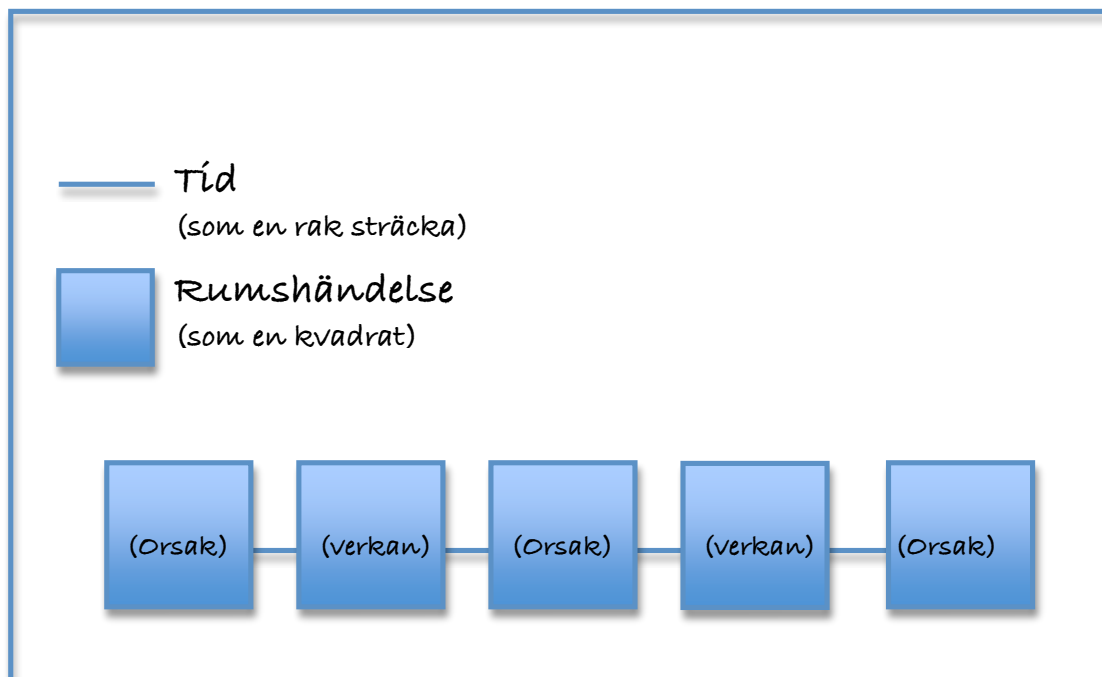 Tid
(som en rak sträcka)
Rumshändelse
(som en kvadrat)
(Orsak) (verkan) (Orsak) (verkan) (Orsak)